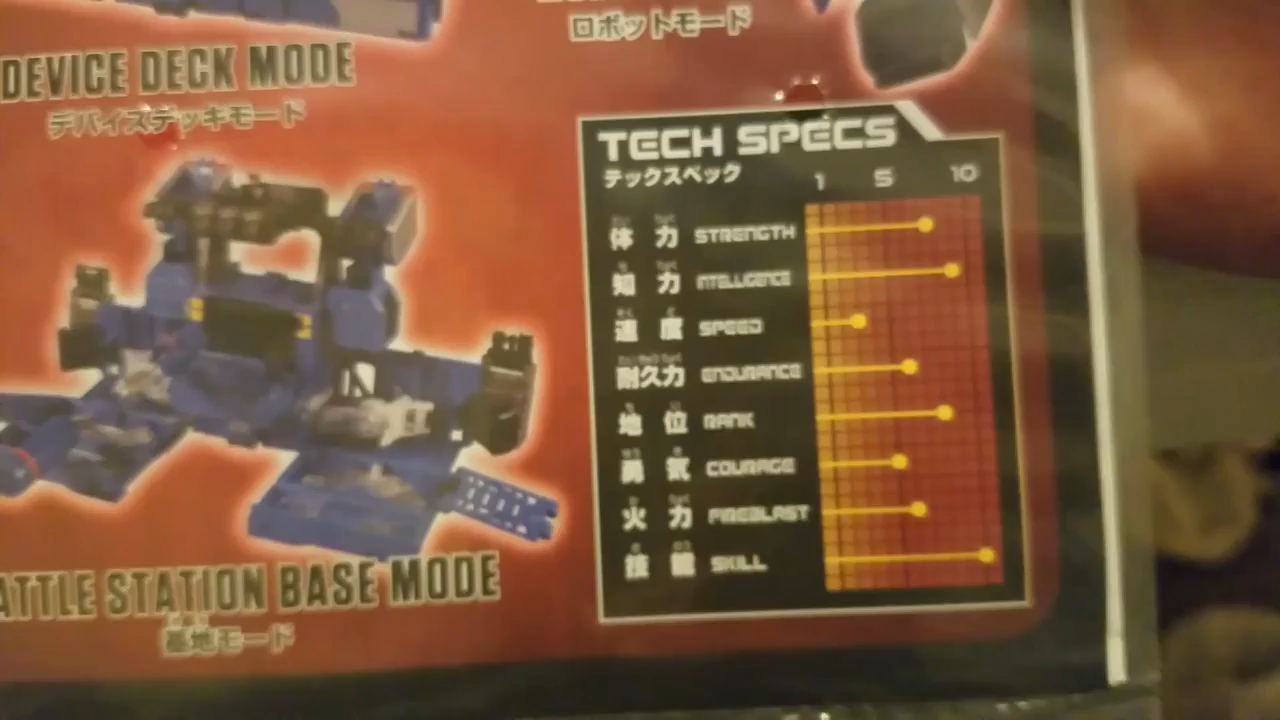 ロボットモード
DEVICE DECK MODE
デバイスデッキモード
TECH SPECS
テックスペック
1 5 10
体力 STRENGTH
知力 INTELLIGENCE
速度 SPEED
耐久力 ENDURANCE
地位 RANK
勇気 COURAGE
火力 FIREBLAST
技能 SKILL
ATTLE STATION BASE MODE
基地モード